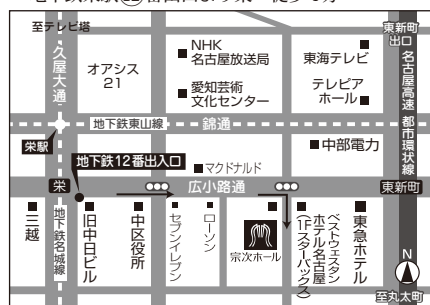 至テレビ塔
久屋大通
オアシス
21
NHK
名古屋放送局
愛知芸術
文化センター
東海テレビ
テレピア
ホール
東新町
出口
名古屋高速 都市環状線
地下鉄東山線
錦通
栄駅
地下鉄12番出入口
中部電力
マクドナルド
栄
広小路通
東新町
三越
地下鉄名城線
旧中日ビル
中区役所
セブンイレブン
ローソン
宗次ホール
ベストウェスタン
ホテル名古屋
(1Fスターバックス)
東急ホテル
N
至丸太町